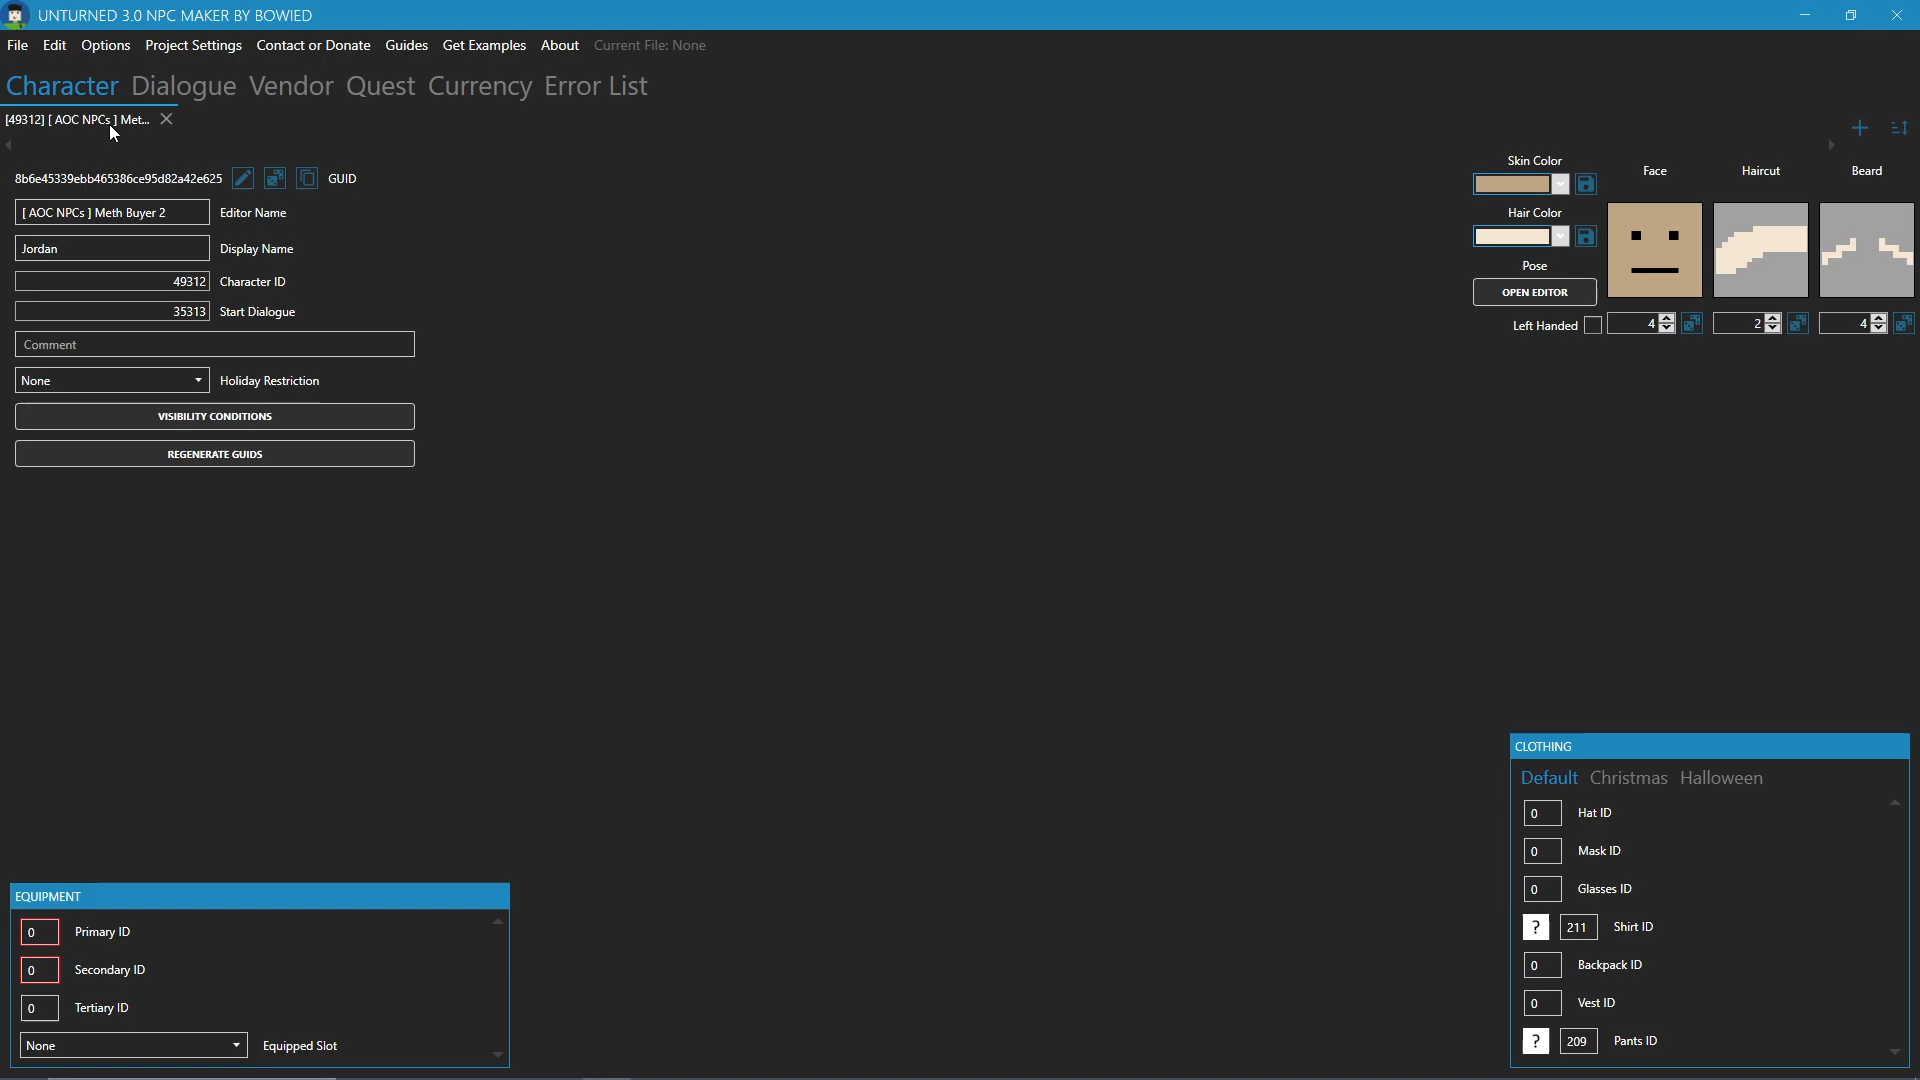 UNTURNED 3.0 NPC MAKER BY BOWIED
File Edit Options Project Settings Contact or Donate Guides Get Examples About Current File: None
Character Dialogue Vendor Quest Currency Error List
[49312] [ AOC NPCs ] Met...
8b6e45339ebb465386ce95d82a42e625 GUID
[ AOC NPCs ] Meth Buyer 2 Editor Name
Jordan Display Name
49312 Character ID
35313 Start Dialogue
Comment
None Holiday Restriction
VISIBILITY CONDITIONS
REGENERATE GUIDS
Skin Color
Hair Color
Pose
OPEN EDITOR
Left Handed
Face Haircut Beard
4 2 4
EQUIPMENT
0 Primary ID
0 Secondary ID
0 Tertiary ID
None Equipped Slot
CLOTHING
Default Christmas Halloween
0 Hat ID
0 Mask ID
0 Glasses ID
? 211 Shirt ID
0 Backpack ID
0 Vest ID
? 209 Pants ID